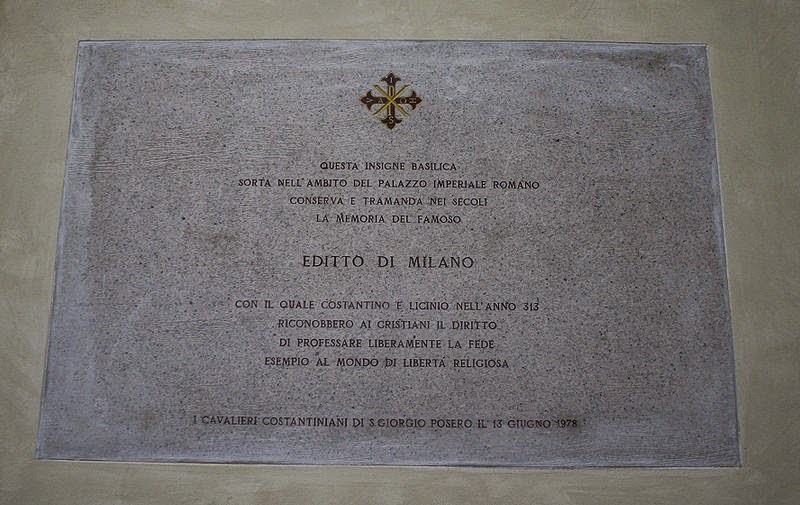 QUESTA INSIGNE BASILICA
SORTA NELL'AMBITO DEL PALAZZO IMPERIALE ROMANO
CONSERVA E TRAMANDA NEI SECOLI
LA MEMORIA DEL FAMOSO
EDITTO DI MILANO
CON IL QUALE COSTANTINO E LICINIO NELL'ANNO 313
RICONOBBERO AI CRISTIANI IL DIRITTO
DI PROFESSARE LIBERAMENTE LA FEDE
ESEMPIO AL MONDO DI LIBERTÁ RELIGIOSA
I CAVALIERI COSTANTINIANI DI S.GIORGIO POSERO IL 13 GIUGNO 1978